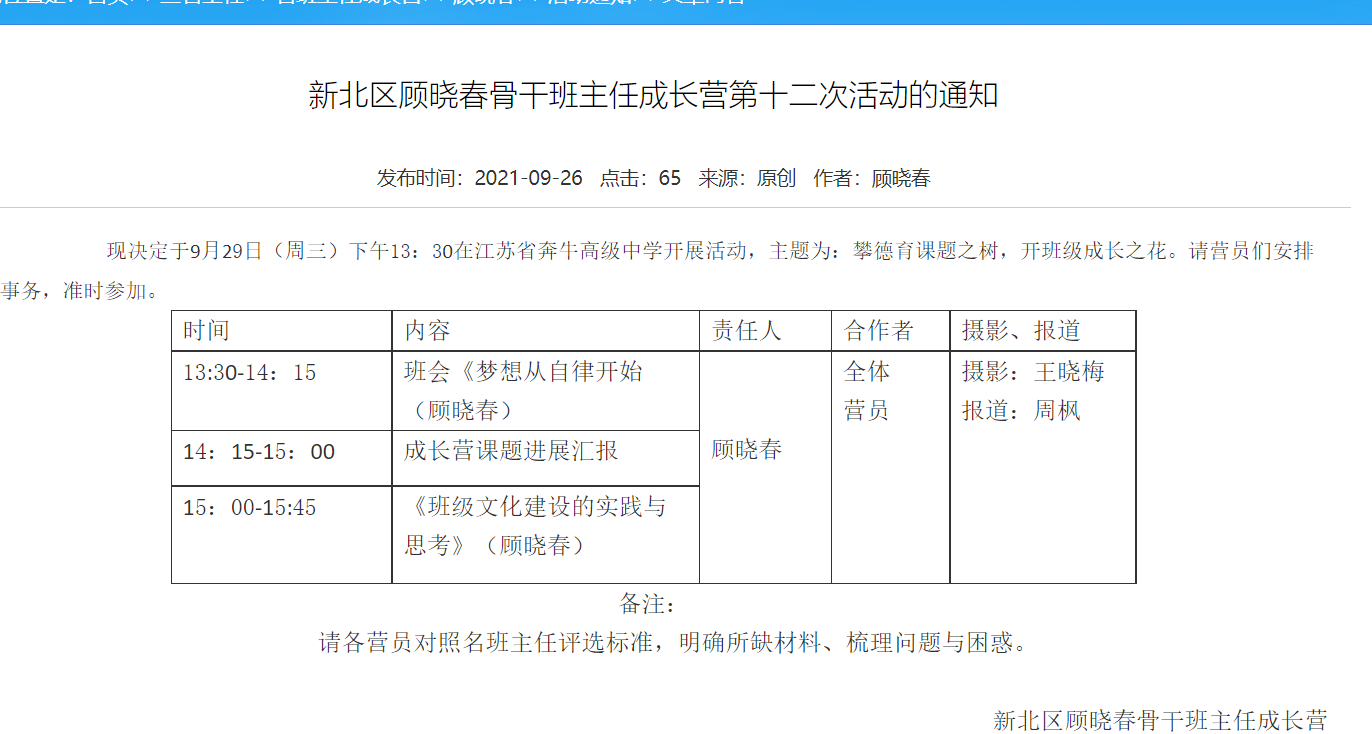 新北区顾晓春骨干班主任成长营第十二次活动的通知
发布时间：2021-09-26 点击：65 来源：原创 作者：顾晓春
现决定于9月29日（周三）下午13：30在江苏省奔牛高级中学开展活动，主题为：攀德育课题之树，开班级成长之花。请营员们安排
事务，准时参加。
时间 内容 责任人 合作者 摄影、报道
13:30-14：15 班会《梦想从自律开始 全体 摄影：王晓梅
（顾晓春） 营员 报道：周枫
14：15-15：00 成长营课题进展汇报 顾晓春
15：00-15:45 《班级文化建设的实践与
思考》（顾晓春）
备注：
请各营员对照名班主任评选标准，明确所缺材料、梳理问题与困惑。
新北区顾晓春骨干班主任成长营